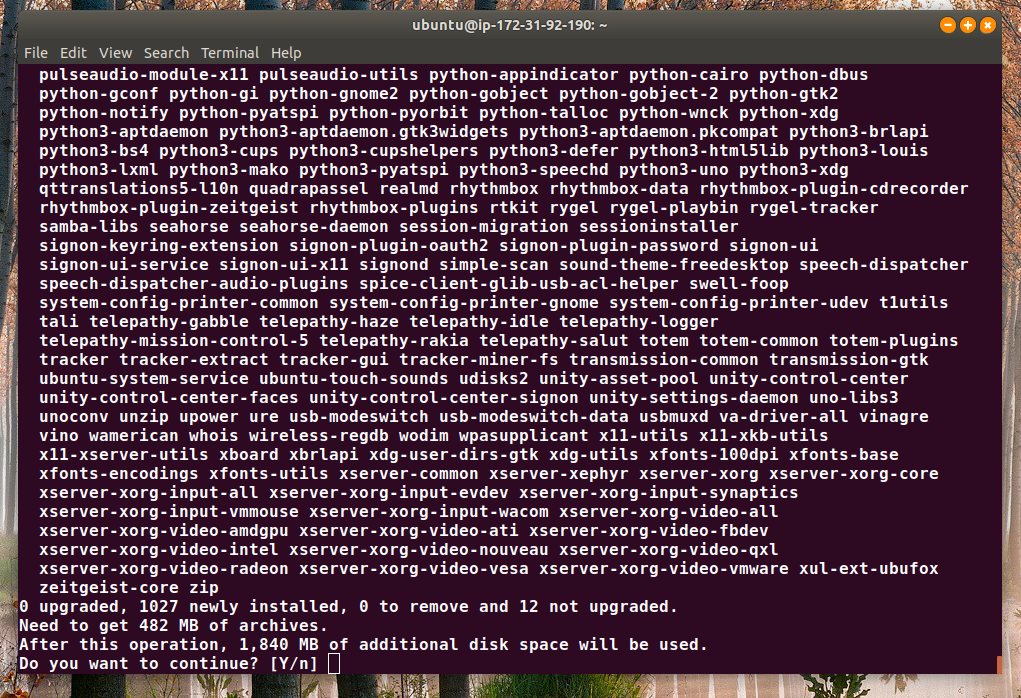 ubuntu@ip-172-31-92-190: ~
File Edit View Search Terminal Help
pulseaudio-module-x11 pulseaudio-utils python-appindicator python-cairo python-dbus
python-gconf python-gi python-gnome2 python-gobject python-gobject-2 python-gtk2
python-notify python-pyatspi python-pyorbit python-talloc python-wnck python-xdg
python3-aptdaemon python3-aptdaemon.gtk3widgets python3-aptdaemon.pkcompat python3-brlapi
python3-bs4 python3-cups python3-cupshelpers python3-defer python3-html5lib python3-louis
python3-lxml python3-mako python3-pyatspi python3-speechd python3-uno python3-xdg
qttranslations5-l10n quadrapassel realmd rhythmbox rhythmbox-data rhythmbox-plugin-cdrecorder
rhythmbox-plugin-zeitgeist rhythmbox-plugins rtkit rygel rygel-playbin rygel-tracker
samba-libs seahorse seahorse-daemon session-migration sessioninstaller
signon-keyring-extension signon-plugin-oauth2 signon-plugin-password signon-ui
signon-ui-service signon-ui-x11 signond simple-scan sound-theme-freedesktop speech-dispatcher
speech-dispatcher-audio-plugins spice-client-glib-usb-acl-helper swell-foop
system-config-printer-common system-config-printer-gnome system-config-printer-udev t1utils
tali telepathy-gabble telepathy-haze telepathy-idle telepathy-logger
telepathy-mission-control-5 telepathy-rakia telepathy-salut totem totem-common totem-plugins
tracker tracker-extract tracker-gui tracker-miner-fs transmission-common transmission-gtk
ubuntu-system-service ubuntu-touch-sounds udisks2 unity-asset-pool unity-control-center
unity-control-center-faces unity-control-center-signon unity-settings-daemon uno-libs3
unoconv unzip upower ure usb-modeswitch usb-modeswitch-data usbmuxd va-driver-all vinagre
vino wamerican whois wireless-regdb wodim wpasupplicant x11-utils x11-xkb-utils
x11-xserver-utils xboard xbrlapi xdg-user-dirs-gtk xdg-utils xfonts-100dpi xfonts-base
xfonts-encodings xfonts-utils xserver-common xserver-xephyr xserver-xorg xserver-xorg-core
xserver-xorg-input-all xserver-xorg-input-evdev xserver-xorg-input-synaptics
xserver-xorg-input-vmmouse xserver-xorg-input-wacom xserver-xorg-video-all
xserver-xorg-video-amdgpu xserver-xorg-video-ati xserver-xorg-video-fbdev
xserver-xorg-video-intel xserver-xorg-video-nouveau xserver-xorg-video-qxl
xserver-xorg-video-radeon xserver-xorg-video-vesa xserver-xorg-video-vmware xul-ext-ubufox
zeitgeist-core zip
0 upgraded, 1027 newly installed, 0 to remove and 12 not upgraded.
Need to get 482 MB of archives.
After this operation, 1,840 MB of additional disk space will be used.
Do you want to continue? [Y/n]